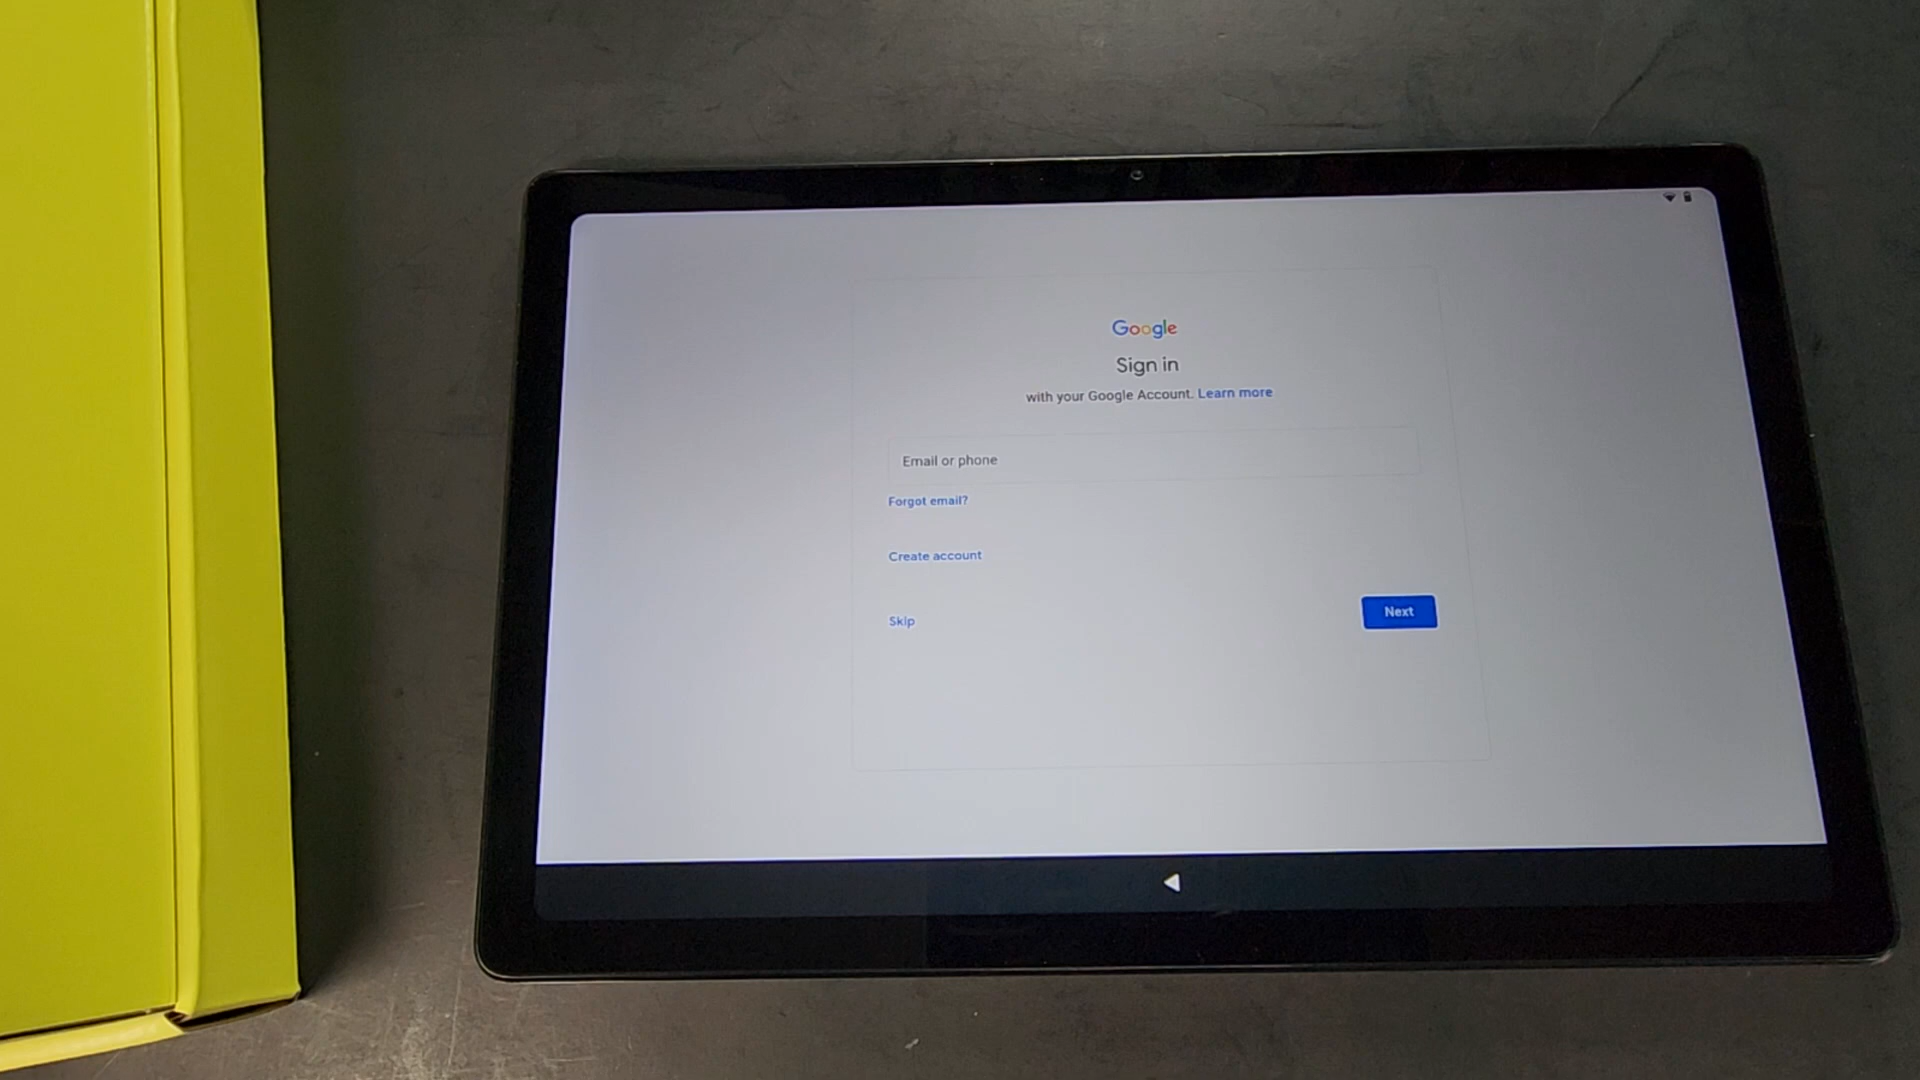 Google
Sign in
with your Google Account. Learn more
Email or phone
Forgot email?
Create account
Skip
Next